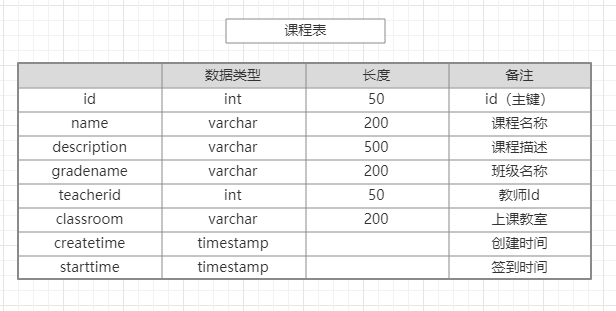 课程表
数据类型 长度 备注
id int 50 id（主键）
name varchar 200 课程名称
description varchar 500 课程描述
gradename varchar 200 班级名称
teacherid int 50 教师Id
classroom varchar 200 上课教室
createtime timestamp 创建时间
starttime timestamp 签到时间